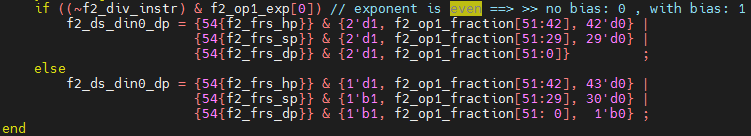 if ((~f2_div_instr) & f2_op1_exp[0]) // exponent is even ==> >> no bias: 0 , with bias: 1
f2_ds_din0_dp = {54{f2_frs_hp}} & {2'd1, f2_op1_fraction[51:42], 42'd0} |
{54{f2_frs_sp}} & {2'd1, f2_op1_fraction[51:29], 29'd0} |
{54{f2_frs_dp}} & {2'd1, f2_op1_fraction[51:0]} ;
else
f2_ds_din0_dp = {54{f2_frs_hp}} & {1'd1, f2_op1_fraction[51:42], 43'd0} |
{54{f2_frs_sp}} & {1'b1, f2_op1_fraction[51:29], 30'd0} |
{54{f2_frs_dp}} & {1'b1, f2_op1_fraction[51: 0], 1'b0} ;
end